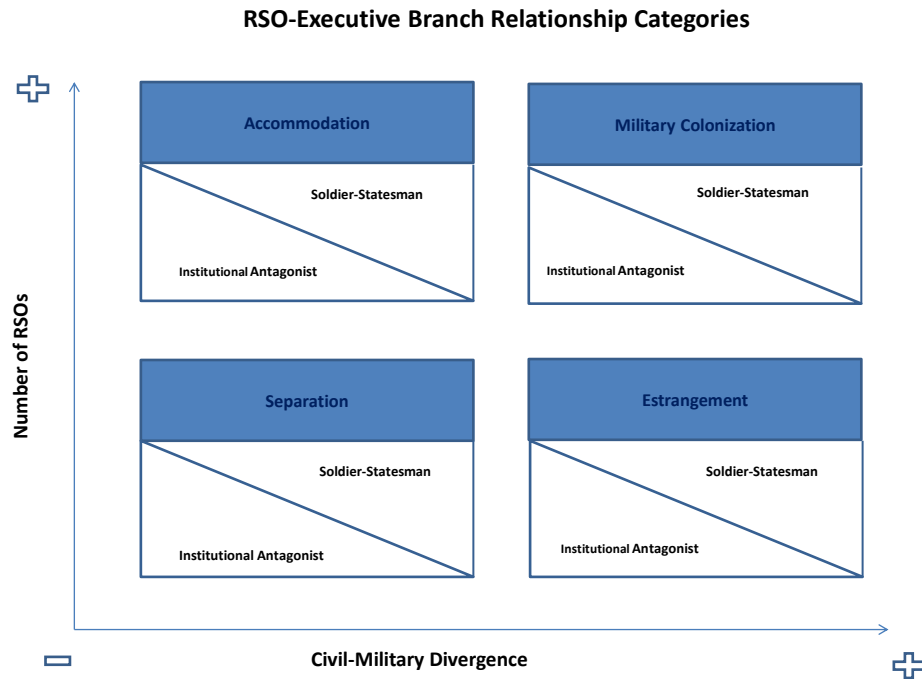 RSO-Executive Branch Relationship Categories
Accommodation
Military Colonization
Soldier-Statesman
Soldier-Statesman
Institutional Antagonist
Institutional Antagonist
Number of RSOs
Separation
Estrangement
Soldier-Statesman
Soldier-Statesman
Institutional Antagonist
Institutional Antagonist
Civil-Military Divergence